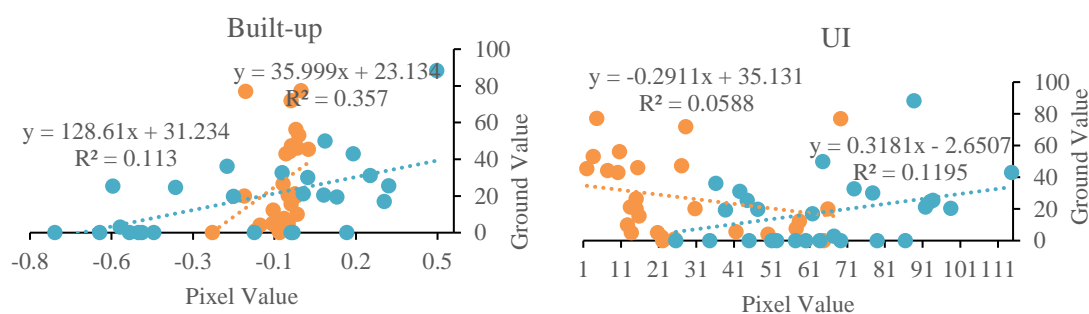 Built-up
y = 35.999x + 23.134
R² = 0.357
y = 128.61x + 31.234
R² = 0.113
100
80
60
40
20
0
Ground Value
-0.8
-0.3
-0.1
0.2
0.5
Pixel Value
UI
y = -0.2911x + 35.131
R² = 0.0588
y = 0.3181x - 2.6507
R² = 0.1195
100
80
60
40
20
0
Ground Value
1 11 21 31 41 51 61 71 81 91 101 111
Pixel Value